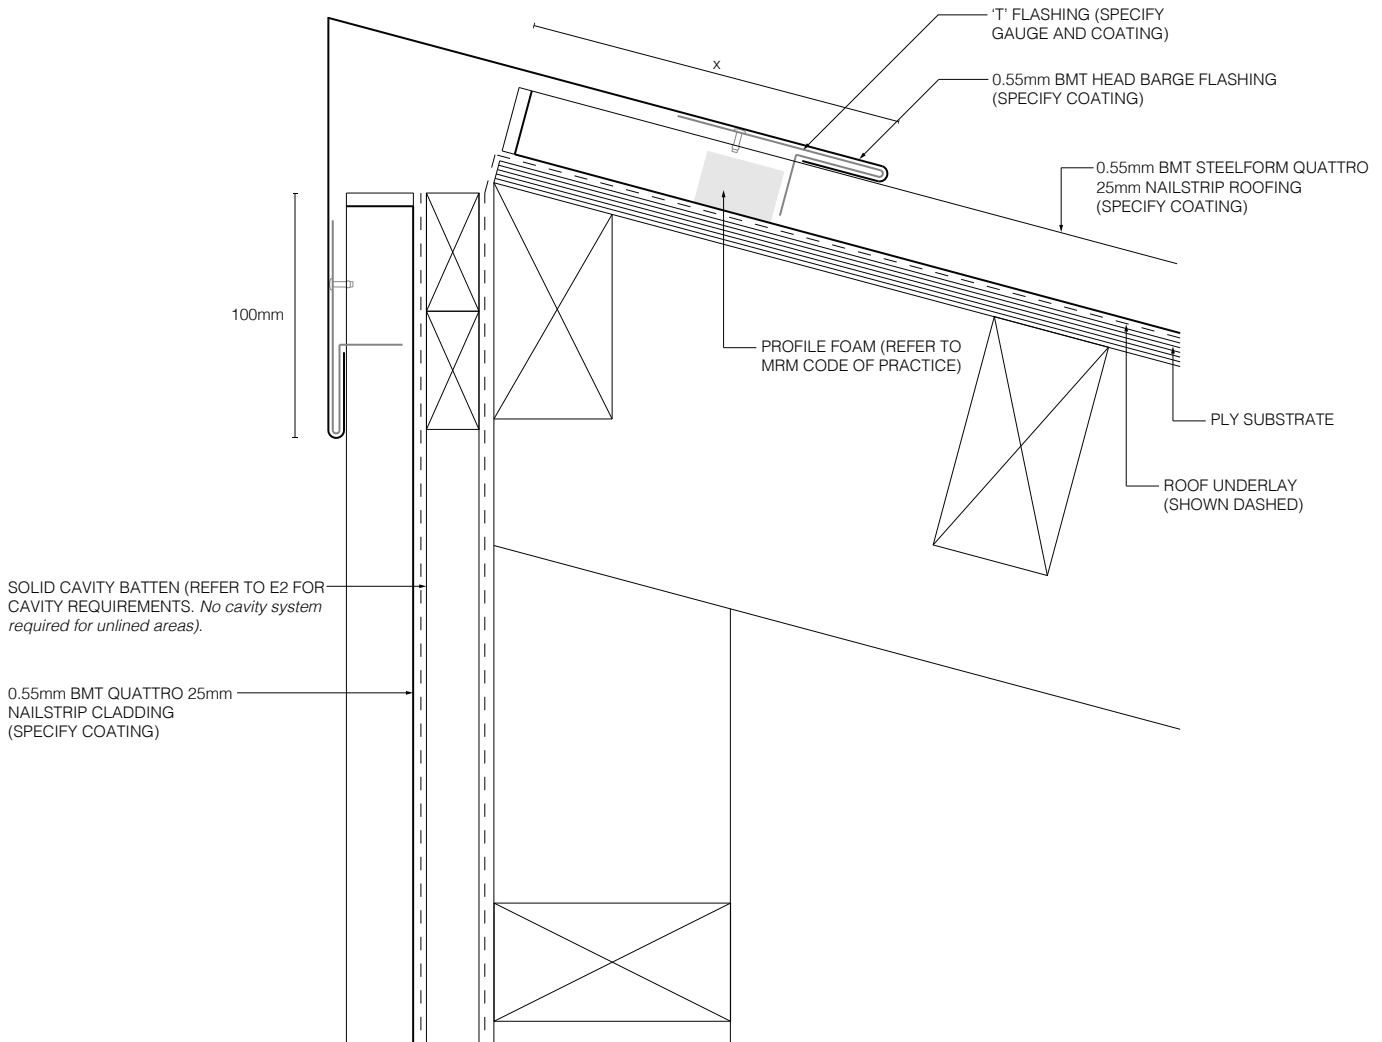 ‘T’ FLASHING (SPECIFY
GAUGE AND COATING)
x
0.55mm BMT HEAD BARGE FLASHING
(SPECIFY COATING)
0.55mm BMT STEELFORM QUATTRO
25mm NAILSTRIP ROOFING
(SPECIFY COATING)
100mm
PROFILE FOAM (REFER TO
MRM CODE OF PRACTICE)
PLY SUBSTRATE
ROOF UNDERLAY
(SHOWN DASHED)
SOLID CAVITY BATTEN (REFER TO E2 FOR
CAVITY REQUIREMENTS. No cavity system
required for unlined areas).
0.55mm BMT QUATTRO 25mm
NAILSTRIP CLADDING
(SPECIFY COATING)